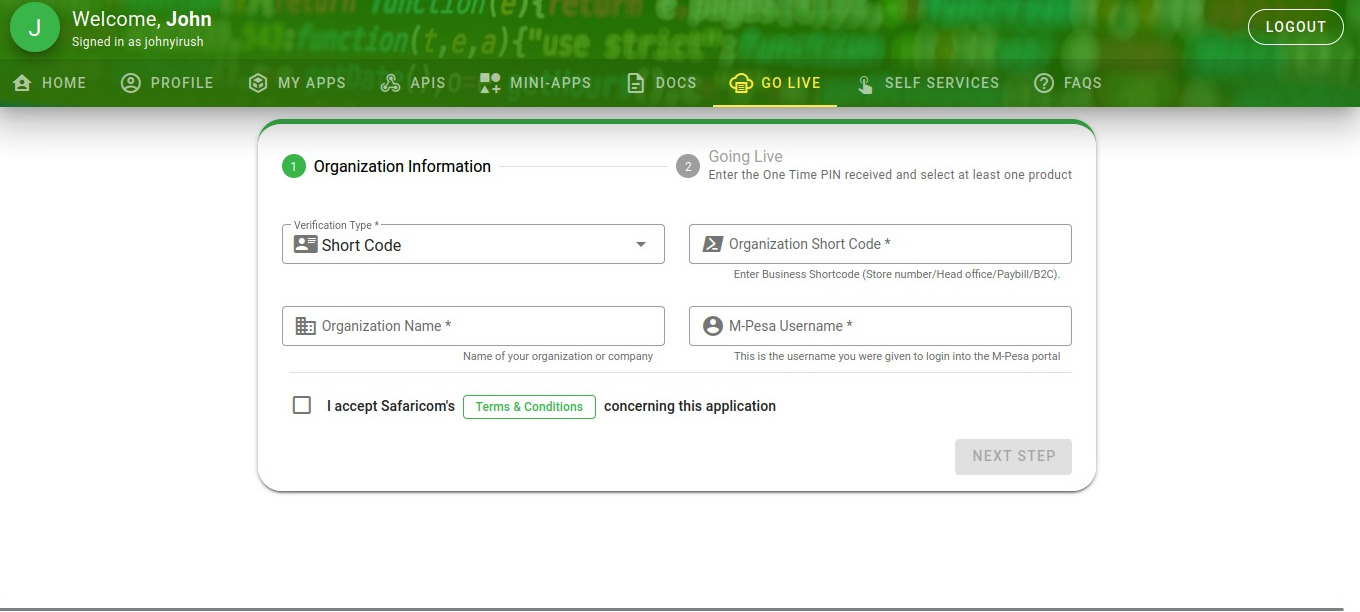 J
Welcome, John
Signed in as johnyirush
LOGOUT
HOME
PROFILE
MY APPS
APIS
MINI-APPS
DOCS
GO LIVE
SELF SERVICES
FAQS
1 Organization Information
2 Going Live
Enter the One Time PIN received and select at least one product
Verification Type *
Short Code
Organization Short Code *
Enter Business Shortcode (Store number/Head office/Paybill/B2C).
Organization Name *
Name of your organization or company
M-Pesa Username *
This is the username you were given to login into the M-Pesa portal
I accept Safaricom's Terms & Conditions concerning this application
NEXT STEP